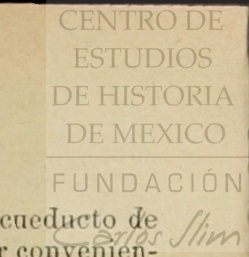 CENTRO DE
ESTUDIOS
DE HISTORIA
DE MEXICO
FUNDACIÓN
Carlos Slim
cueducto de
r convenien-